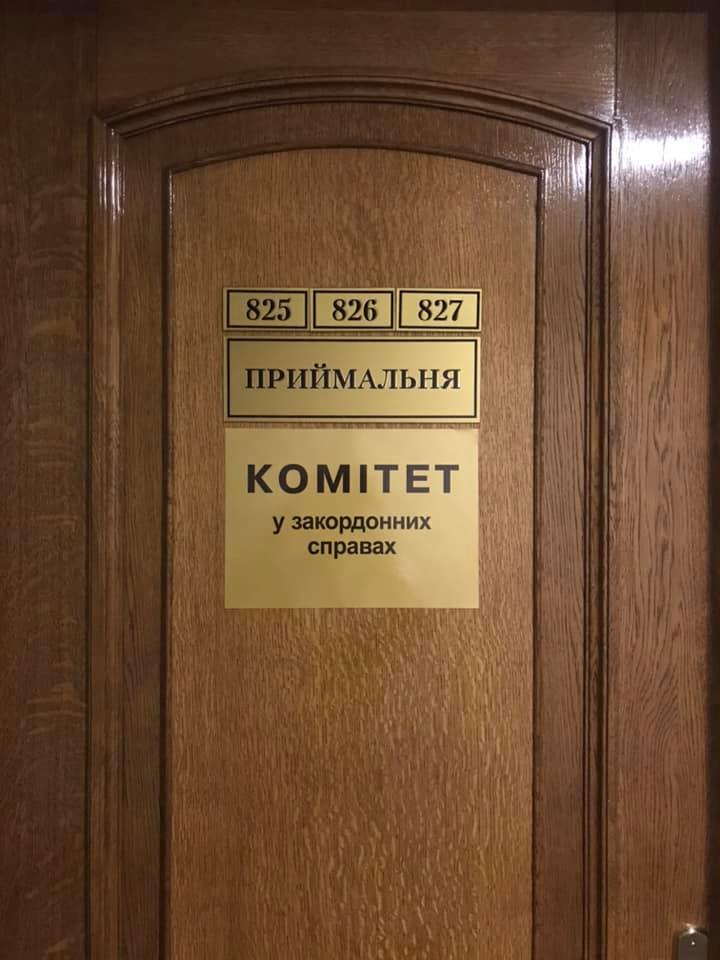 825 826 827
ПРИЙМАЛЬНЯ
КОМІТЕТ
у закордонних
справах